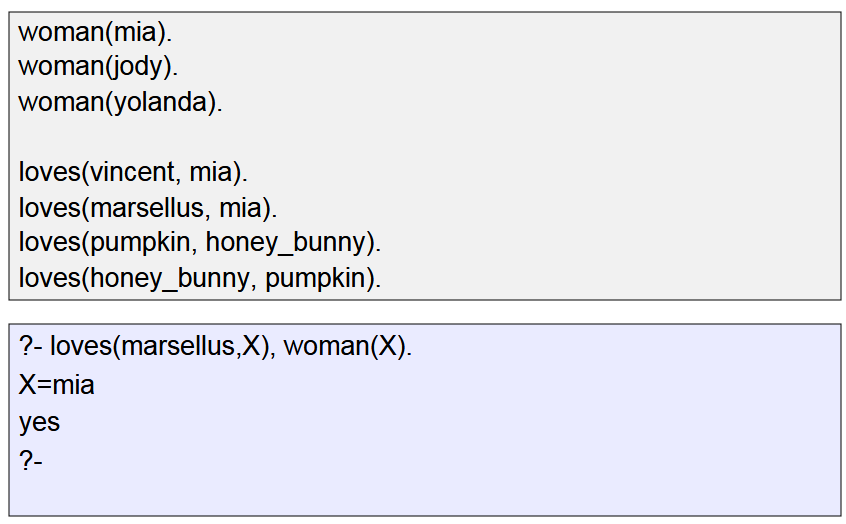 woman(mia).
woman(jody).
woman(yolanda).
loves(vincent, mia).
loves(marsellus, mia).
loves(pumpkin, honey_bunny).
loves(honey_bunny, pumpkin).
?- loves(marsellus,X), woman(X).
X=mia
yes
?-